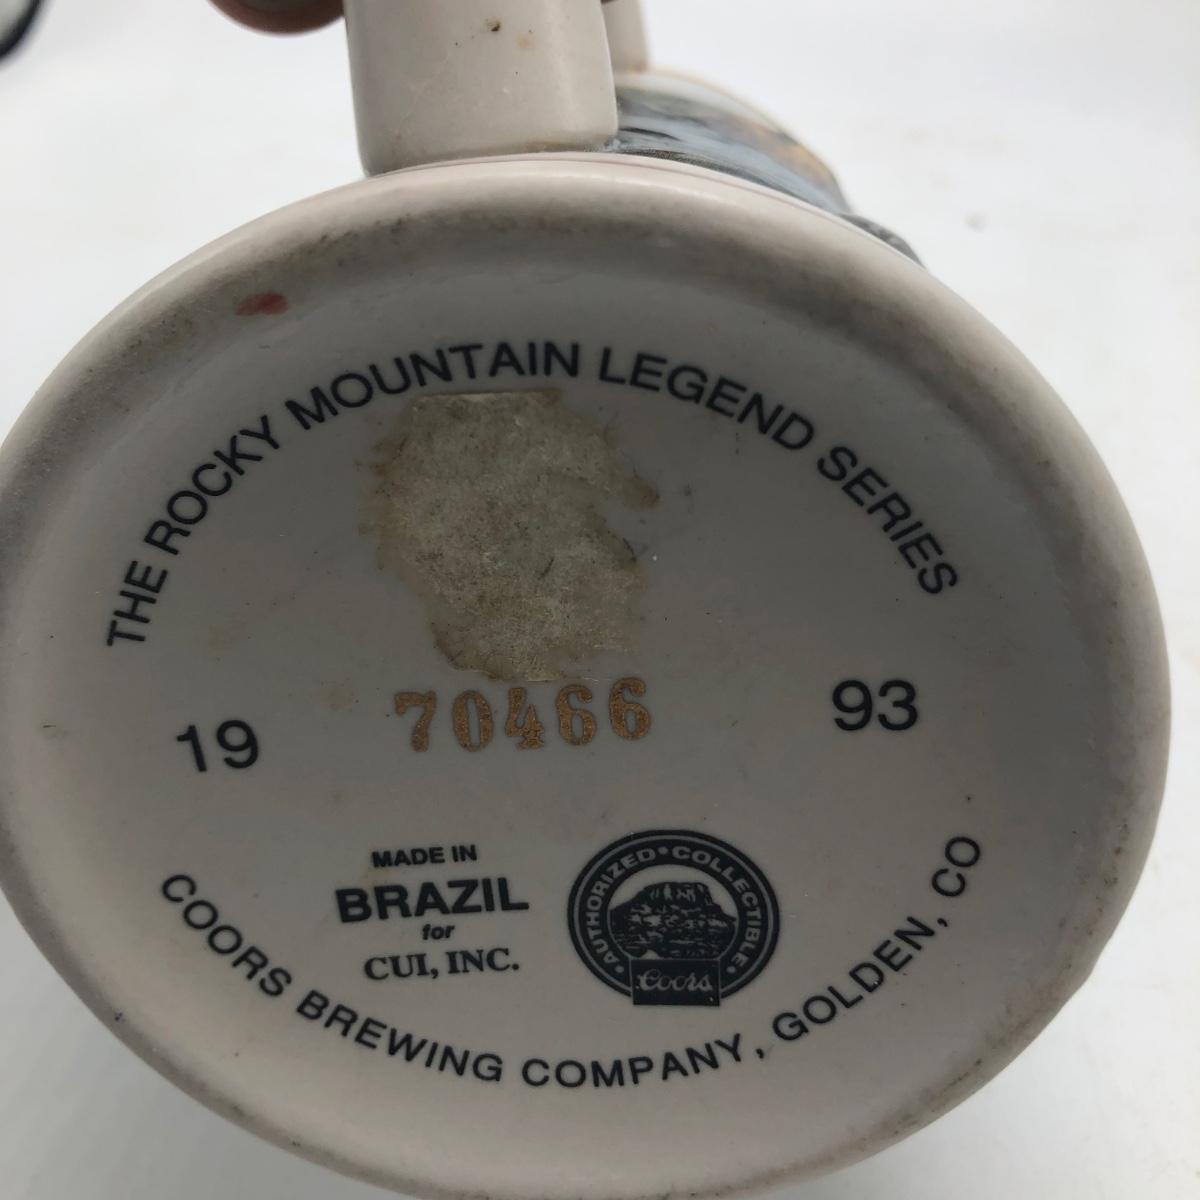 THE ROCKY MOUNTAIN LEGEND SERIES
70466
19 93
MADE IN
BRAZIL
for
CUI, INC.
• AUTHORIZED • COLLECTIBLE •
Coors
COORS BREWING COMPANY, GOLDEN, CO